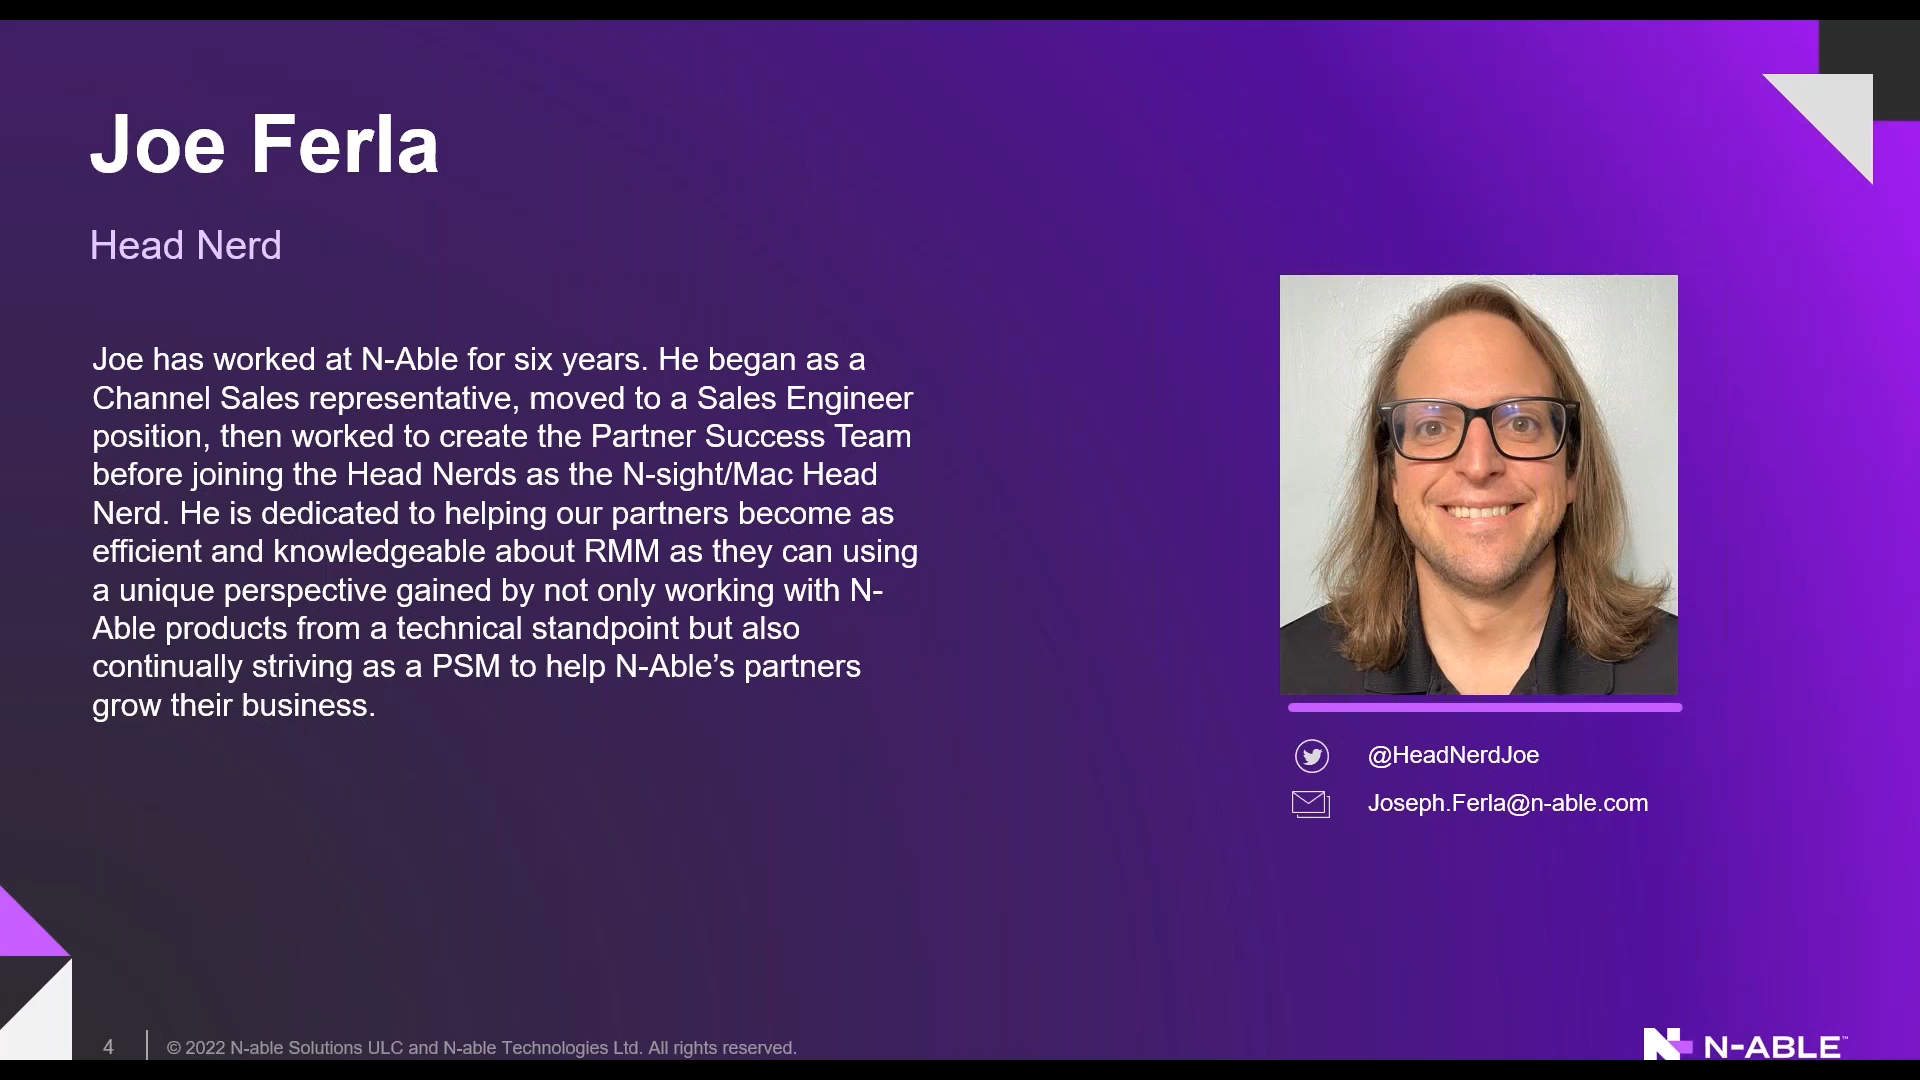 Joe Ferla
Head Nerd
Joe has worked at N-Able for six years. He began as a
Channel Sales representative, moved to a Sales Engineer
position, then worked to create the Partner Success Team
before joining the Head Nerds as the N-sight/Mac Head
Nerd. He is dedicated to helping our partners become as
efficient and knowledgeable about RMM as they can using
a unique perspective gained by not only working with N-
Able products from a technical standpoint but also
continually striving as a PSM to help N-Able’s partners
grow their business.
@HeadNerdJoe
Joseph.Ferla@n-able.com
4
© 2022 N-able Solutions ULC and N-able Technologies Ltd. All rights reserved.
N-ABLE™